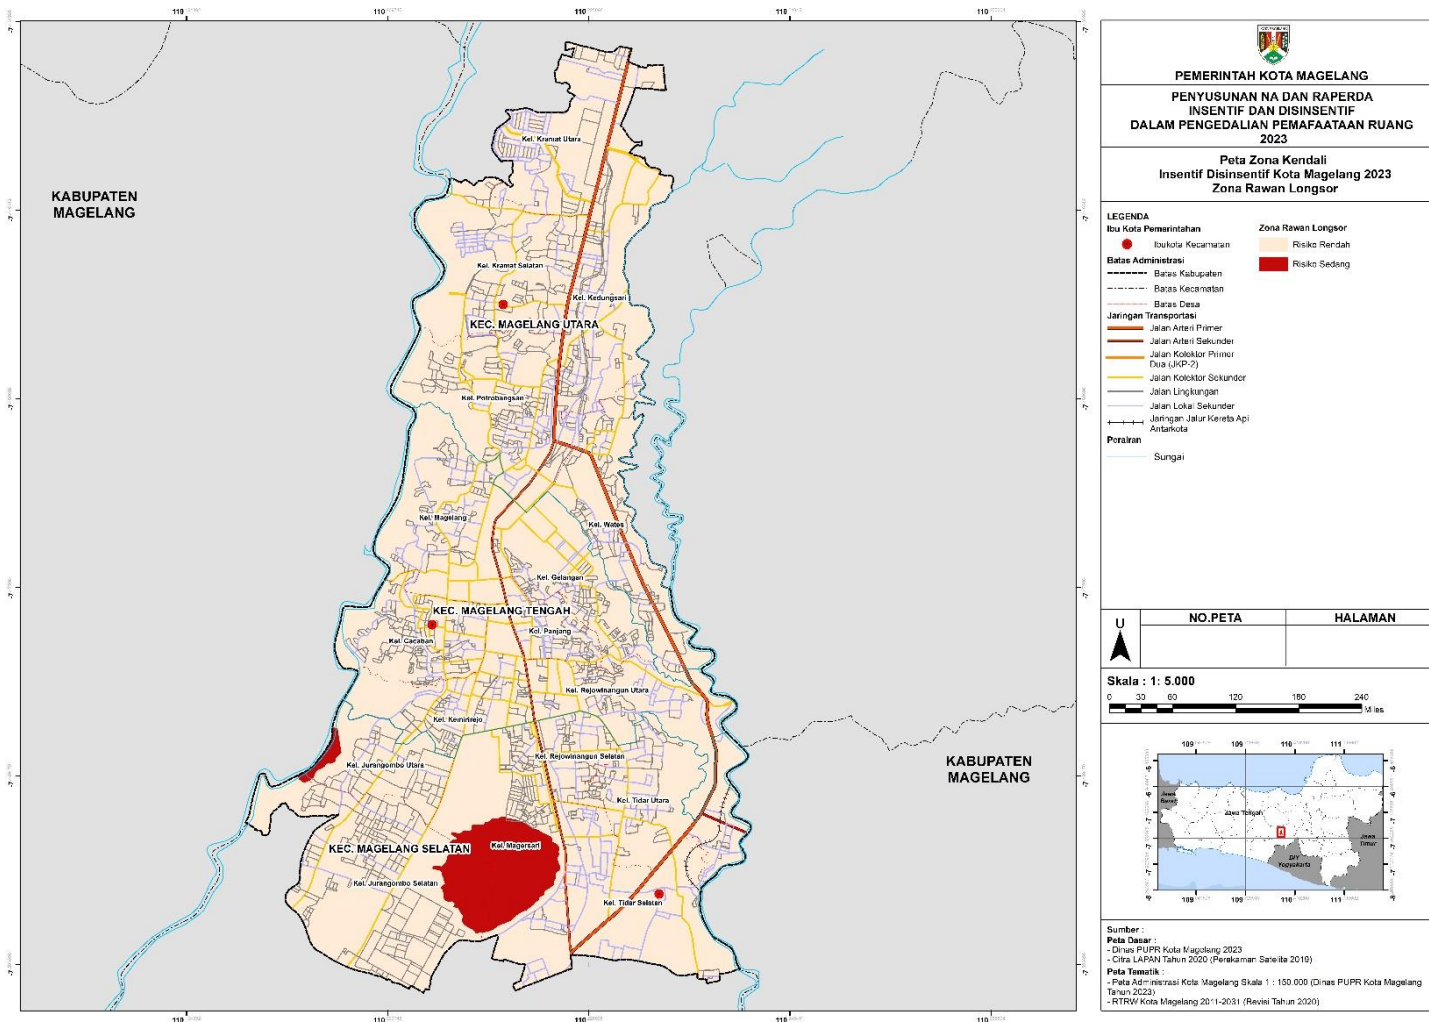 PEMERINTAH KOTA MAGELANG
PENYUSUNAN NA DAN RAPERDA
INSENTIF DAN DISINSENTIF
DALAM PENGEDALIAN PEMAFAATAAN RUANG
2023
Peta Zona Kendali
Insentif Disinsentif Kota Magelang 2023
Zona Rawan Longsor
LEGENDA
Ibu Kota Pemerintahan
Ibukota Kecamatan
Batas Administrasi
Batas Kabupaten
Batas Kecamatan
Batas Desa
Jaringan Transportasi
Jalan Arteri Primer
Jalan Arteri Sekunder
Jalan Kolektor Primer
Dua (JKP-2)
Jalan Kolektor Sekunder
Jalan Lingkungan
Jalan Lokal Sekunder
Jaringan Jalur Kereta Api
Antarkota
Perairan
Sungai
Zona Rawan Longsor
Risiko Rendah
Risiko Sedang
U
NO.PETA
HALAMAN
Skala : 1: 5.000
0 30 60 120 180 240
Miles
Jawa
Barat
Jawa Tengah
Jawa
Timur
DIY
Yogyakarta
Sumber :
Peta Dasar :
- Dinas PUPR Kota Magelang 2023
- Citra LAPAN Tahun 2020 (Perekaman Satelite 2019)
Peta Tematik :
- Peta Administrasi Kota Magelang Skala 1 : 150.000 (Dinas PUPR Kota Magelang
Tahun 2023)
- RTRW Kota Magelang 2011-2031 (Revisi Tahun 2020)
KABUPATEN
MAGELANG
Kel. Kramat Utara
Kel. Kramat Selatan
Kel. Kedungsari
KEC. MAGELANG UTARA
Kel. Potrobangsan
Kel. Magelang
Kel. Wates
Kel. Gelangan
KEC. MAGELANG TENGAH
Kel. Panjang
Kel. Cacaban
Kel. Rejowinangun Utara
Kel. Kemirirejo
Kel. Rejowinangun Selatan
Kel. Jurangombo Utara
Kel. Tidar Utara
KEC. MAGELANG SELATAN
Kel. Magersari
Kel. Jurangombo Selatan
Kel. Tidar Selatan
KABUPATEN
MAGELANG